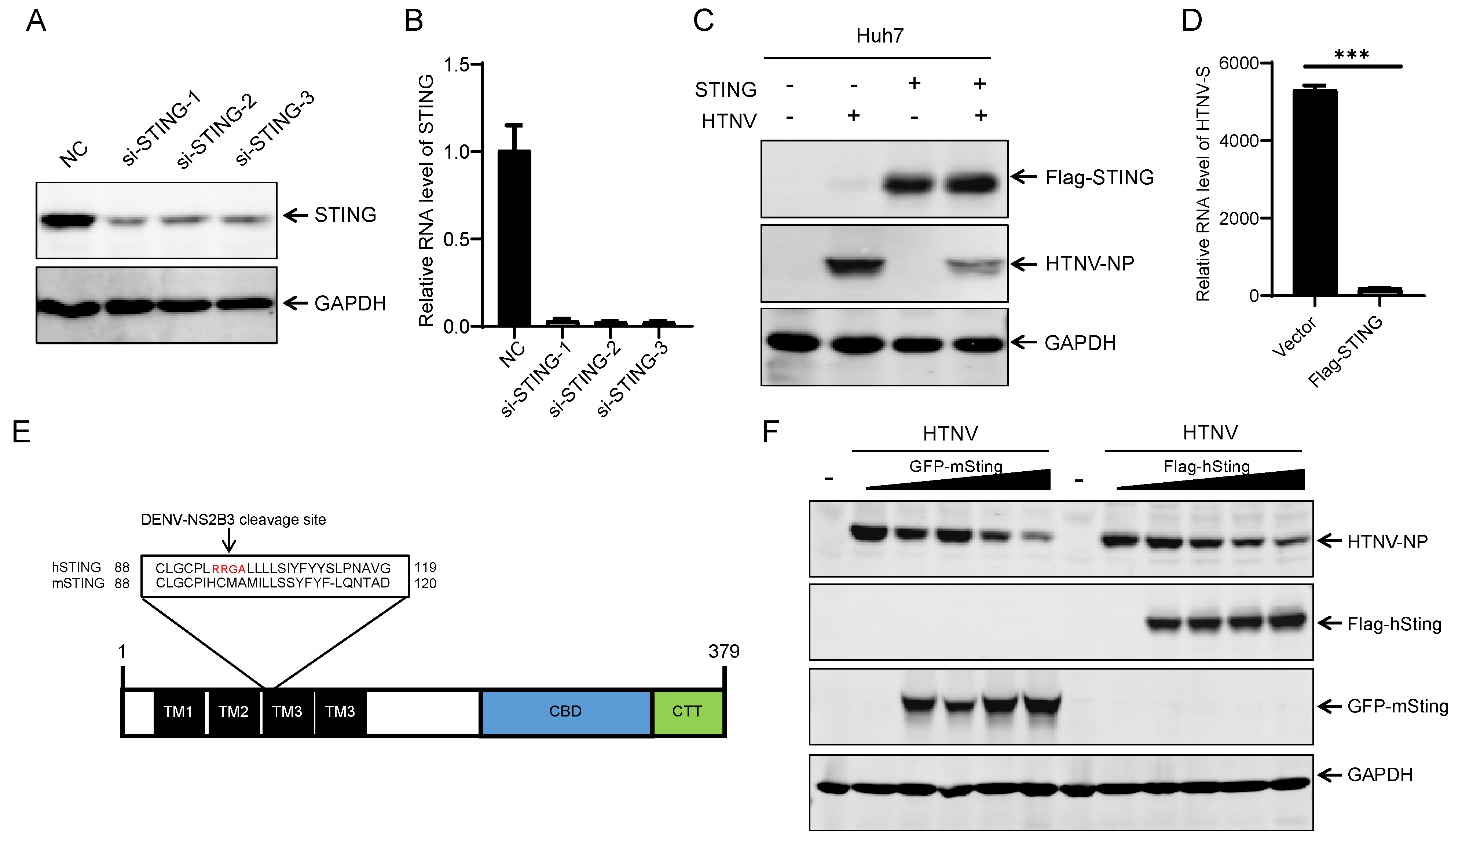 A
NC
si-STING-1
si-STING-2
si-STING-3
STING
GAPDH
B
Relative RNA level of STING
1.5
1.0
0.5
0.0
NC
si-STING-1
si-STING-2
si-STING-3
C
Huh7
STING - - + +
HTNV - + - +
Flag-STING
HTNV-NP
GAPDH
D
***
Relative RNA level of HTNV-S
6000
4000
2000
0
Vector
Flag-STING
E
DENV-NS2B3 cleavage site
hSTING 88 CLGCPLRRGALLLLSIYFYYSLPNAVG 119
mSTING 88 CLGCPIHCMAMILLSSYFYF-LQNTAD 120
1 379
TM1 TM2 TM3 TM3 CBD CTT
F
HTNV HTNV
- GFP-mSting - Flag-hSting
HTNV-NP
Flag-hSting
GFP-mSting
GAPDH